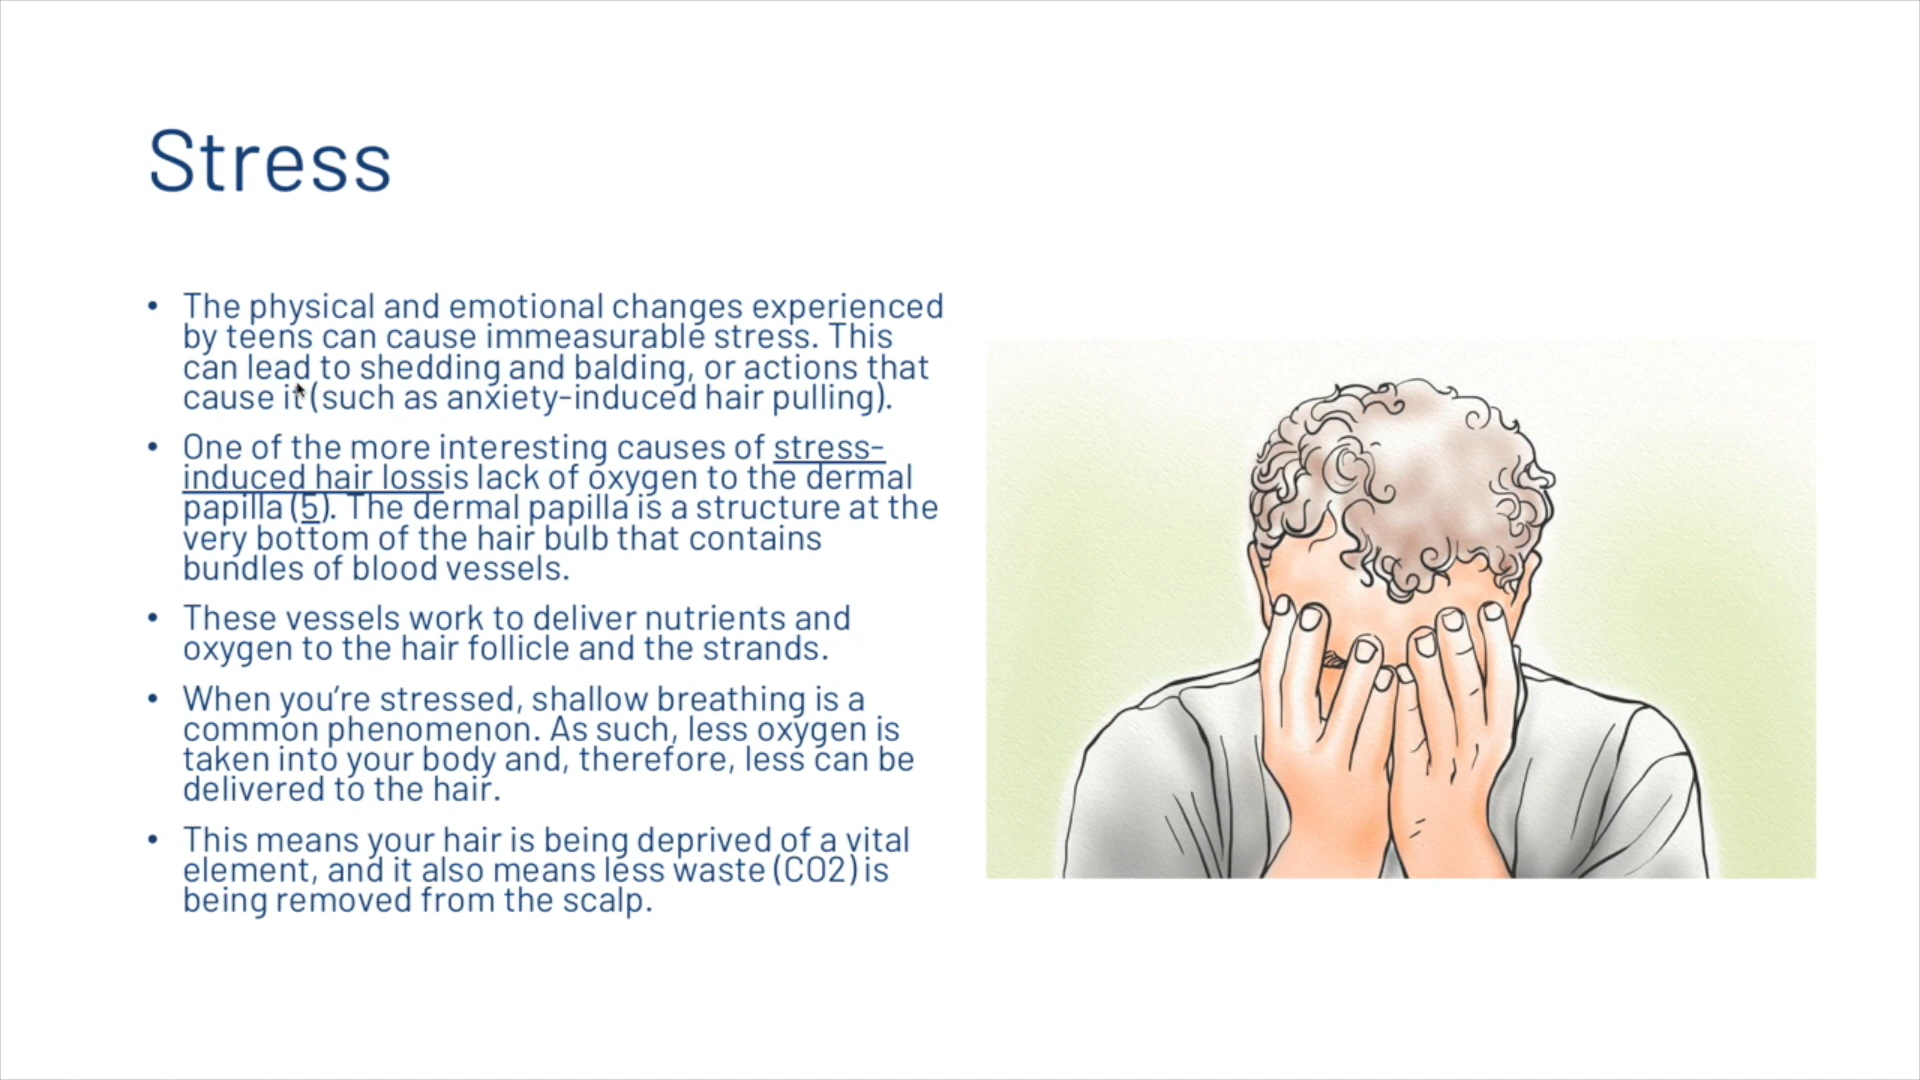 Stress
• The physical and emotional changes experienced
by teens can cause immeasurable stress. This
can lead to shedding and balding, or actions that
cause it (such as anxiety-induced hair pulling).
• One of the more interesting causes of stress-
induced hair lossis lack of oxygen to the dermal
papilla (5). The dermal papilla is a structure at the
very bottom of the hair bulb that contains
bundles of blood vessels.
• These vessels work to deliver nutrients and
oxygen to the hair follicle and the strands.
• When you’re stressed, shallow breathing is a
common phenomenon. As such, less oxygen is
taken into your body and, therefore, less can be
delivered to the hair.
• This means your hair is being deprived of a vital
element, and it also means less waste (CO2) is
being removed from the scalp.